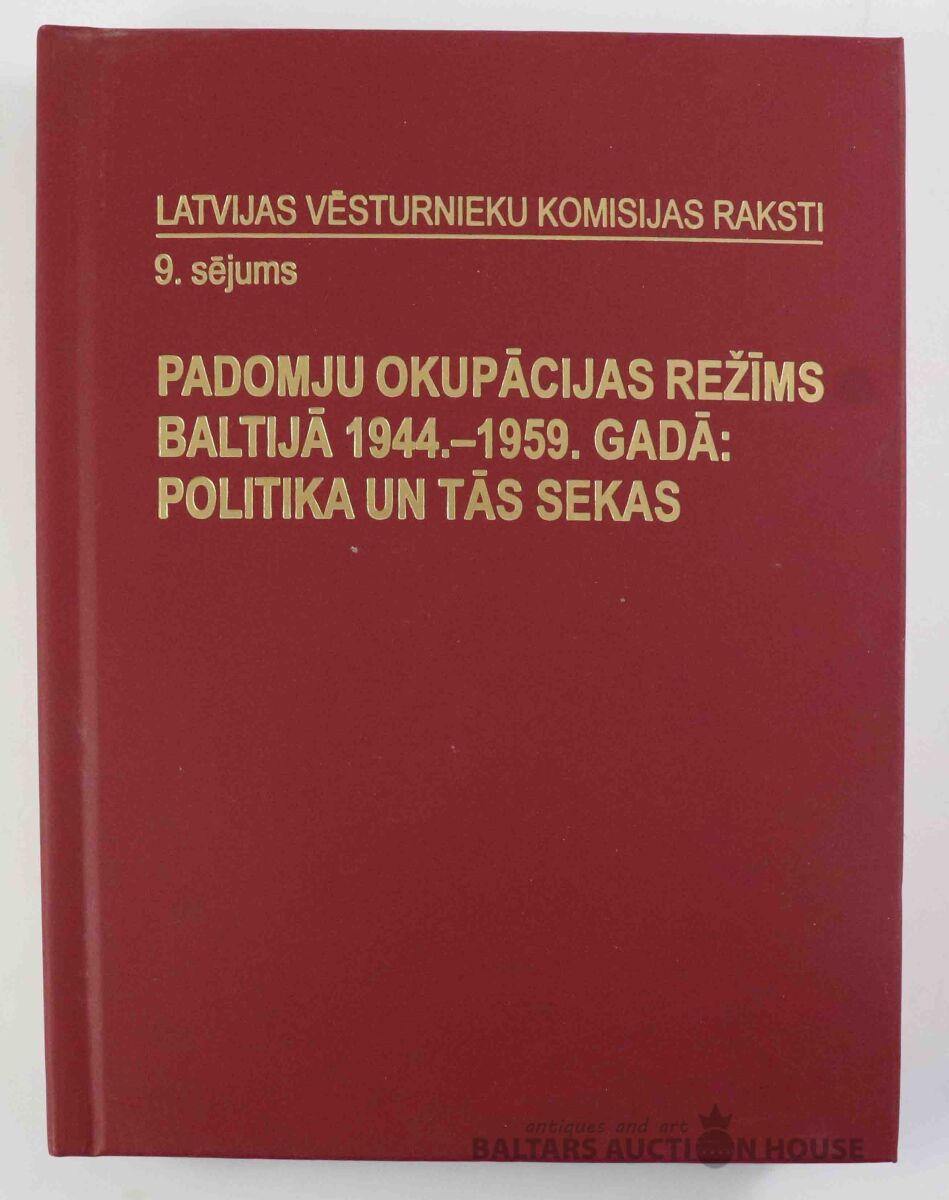 LATVIJAS VĒSTURNIEKU KOMISIJAS RAKSTI
9. sējums
PADOMJU OKUPĀCIJAS REŽĪMS
BALTIJĀ 1944.–1959. GADĀ:
POLITIKA UN TĀS SEKAS
antiques and art
BALTARS AUCTION HOUSE